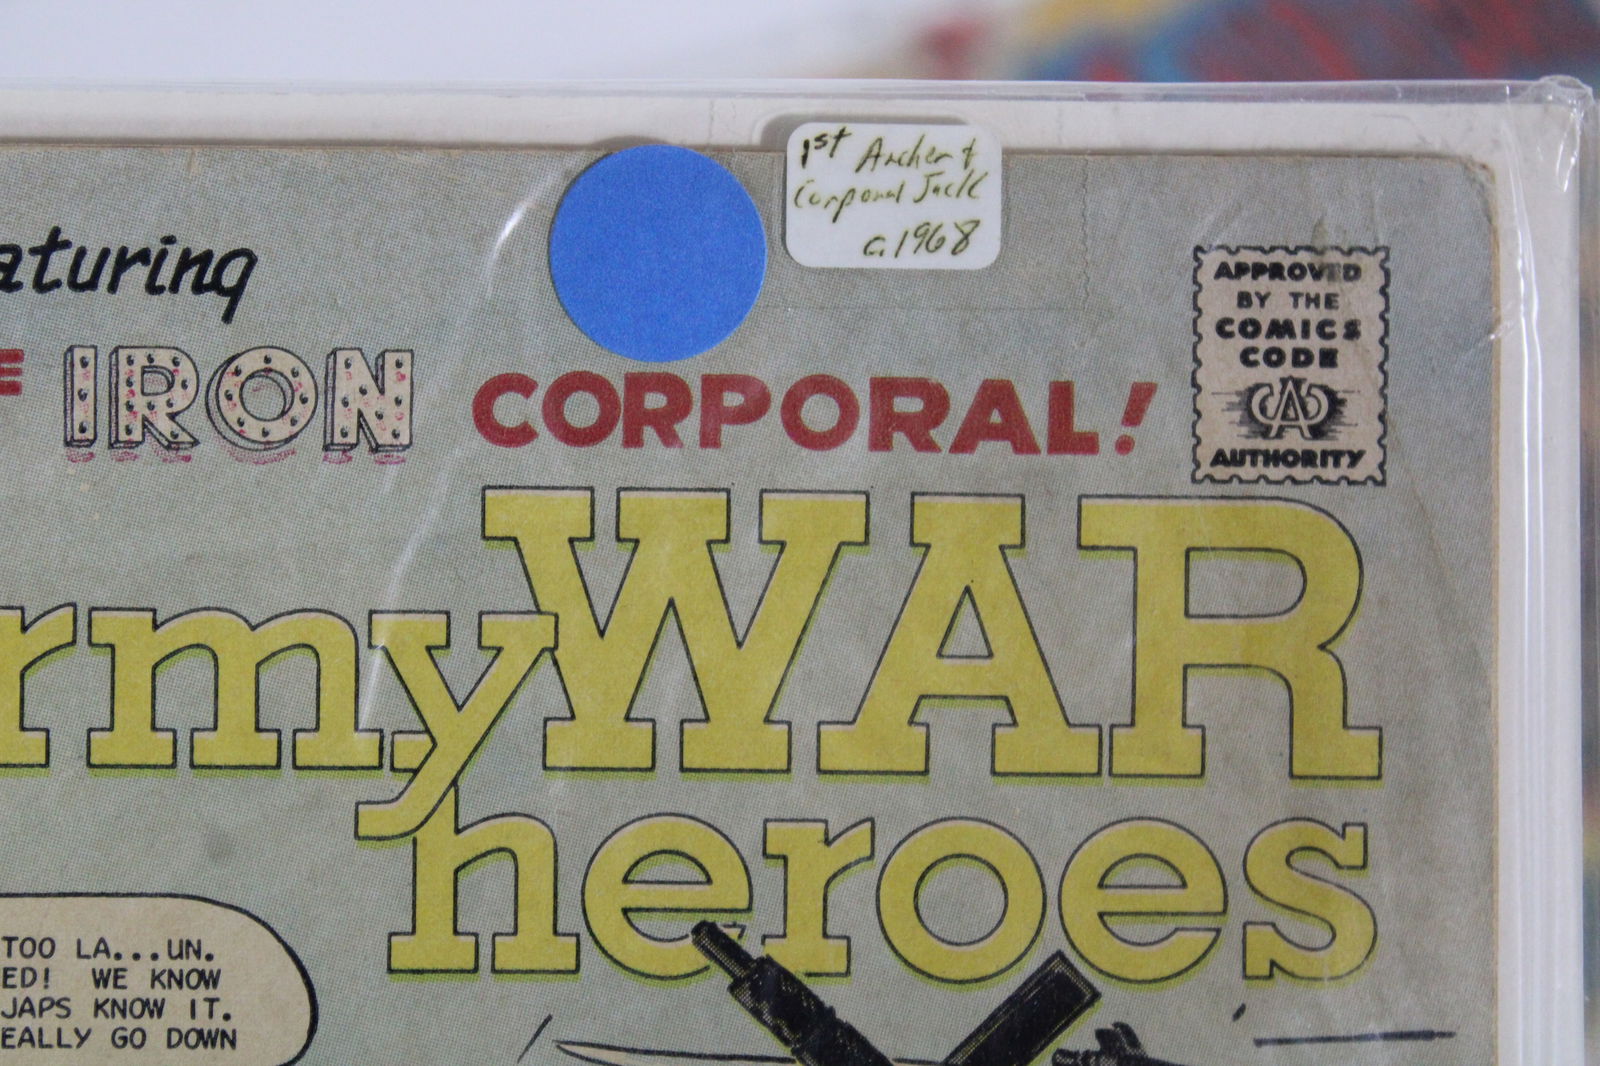 1st Archer &
Corporal Jack
c.1968
aturing
F IRON CORPORAL!
APPROVED
BY THE
COMICS
CODE
CA
AUTHORITY
rmy WAR
heroes
TOO LA...UN.
ED! WE KNOW
JAPS KNOW IT.
EALLY GO DOWN